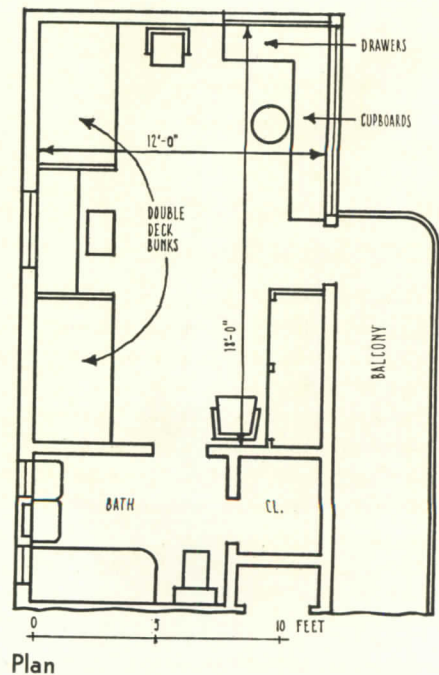 DRAWERS
CUPBOARDS
12'-0"
DOUBLE
DECK
BUNKS
18'-0"
BALCONY
BATH
CL.
0 5 10 FEET
Plan